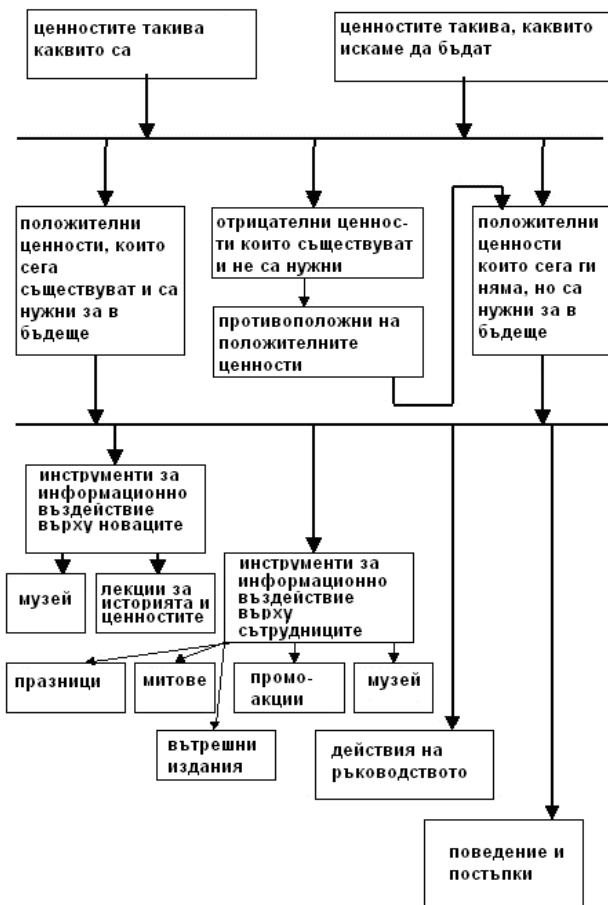 ценностите такива
каквито са
ценностите такива, каквито
искаме да бъдат
положителни
ценности, които
сега
съществуват и са
нужни за в
бъдеще
отрицателни ценнос-
ти които съществуват
и не са нужни
противоположни на
положителните
ценности
положителни
ценности
които сега ги
няма, но са
нужни за в
бъдеще
инструменти за
информационно
въздействие
върху новаците
музей
лекции за
историята и
ценностите
инструменти за
информационно
въздействие
върху
сътрудниците
празници
митове
промо-
акции
музей
вътрешни
издания
действия на
ръководството
поведение и
постъпки